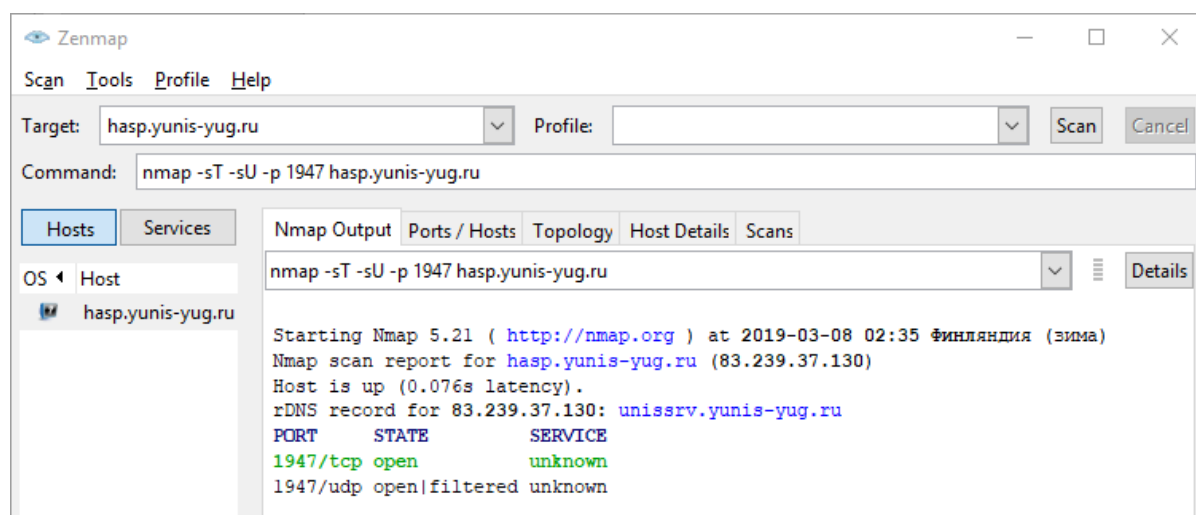 Zenmap
Scan Tools Profile Help
Target: hasp.yunis-yug.ru Profile: Scan Cancel
Command: nmap -sT -sU -p 1947 hasp.yunis-yug.ru
Hosts Services Nmap Output Ports / Hosts Topology Host Details Scans
nmap -sT -sU -p 1947 hasp.yunis-yug.ru Details
OS Host
hasp.yunis-yug.ru
Starting Nmap 5.21 ( http://nmap.org ) at 2019-03-08 02:35 Финляндия (зима)
Nmap scan report for hasp.yunis-yug.ru (83.239.37.130)
Host is up (0.076s latency).
rDNS record for 83.239.37.130: unissrv.yunis-yug.ru
PORT STATE SERVICE
1947/tcp open unknown
1947/udp open|filtered unknown